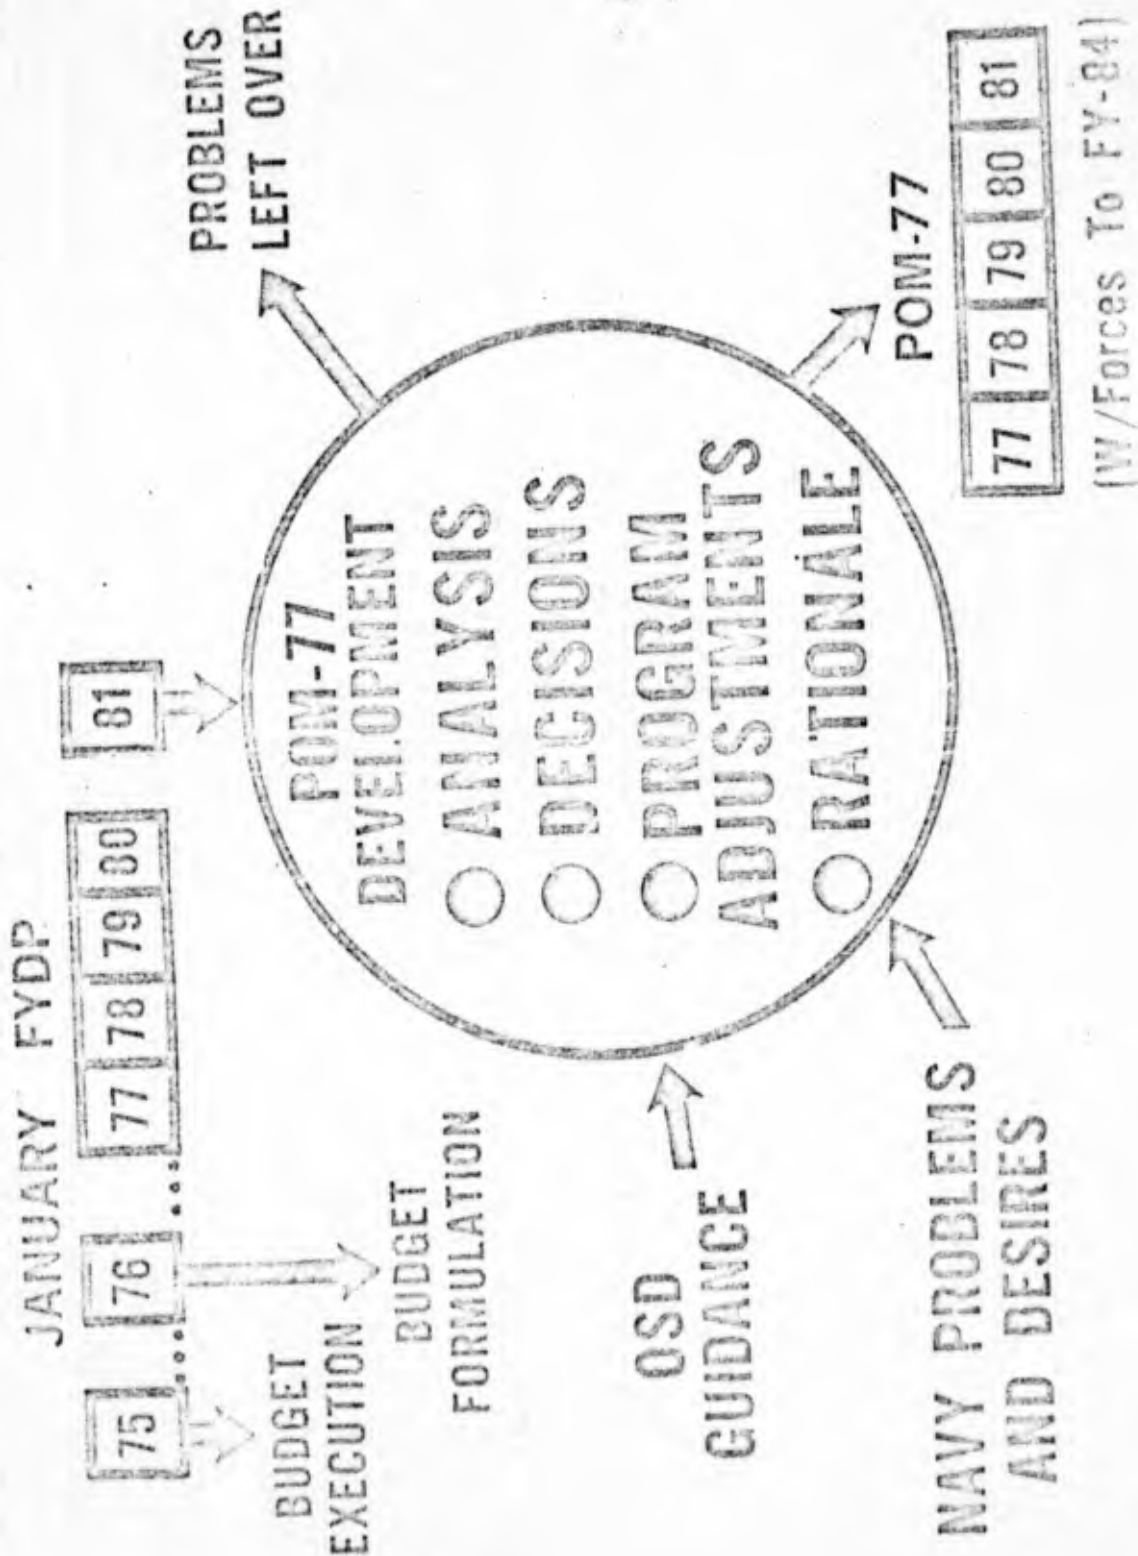 JANUARY FYDP
75 ... 76 ... 77 78 79 80
81
BUDGET
EXECUTION
BUDGET
FORMULATION
PROBLEMS
LEFT OVER
POM-77
DEVELOPMENT
ANALYSIS
DECISIONS
PROGRAM
ADJUSTMENTS
RATIONALE
OSD
GUIDANCE
NAVY PROBLEMS
AND DESIRES
POM-77
77 78 79 80 81
(W/Forces To FY-84)